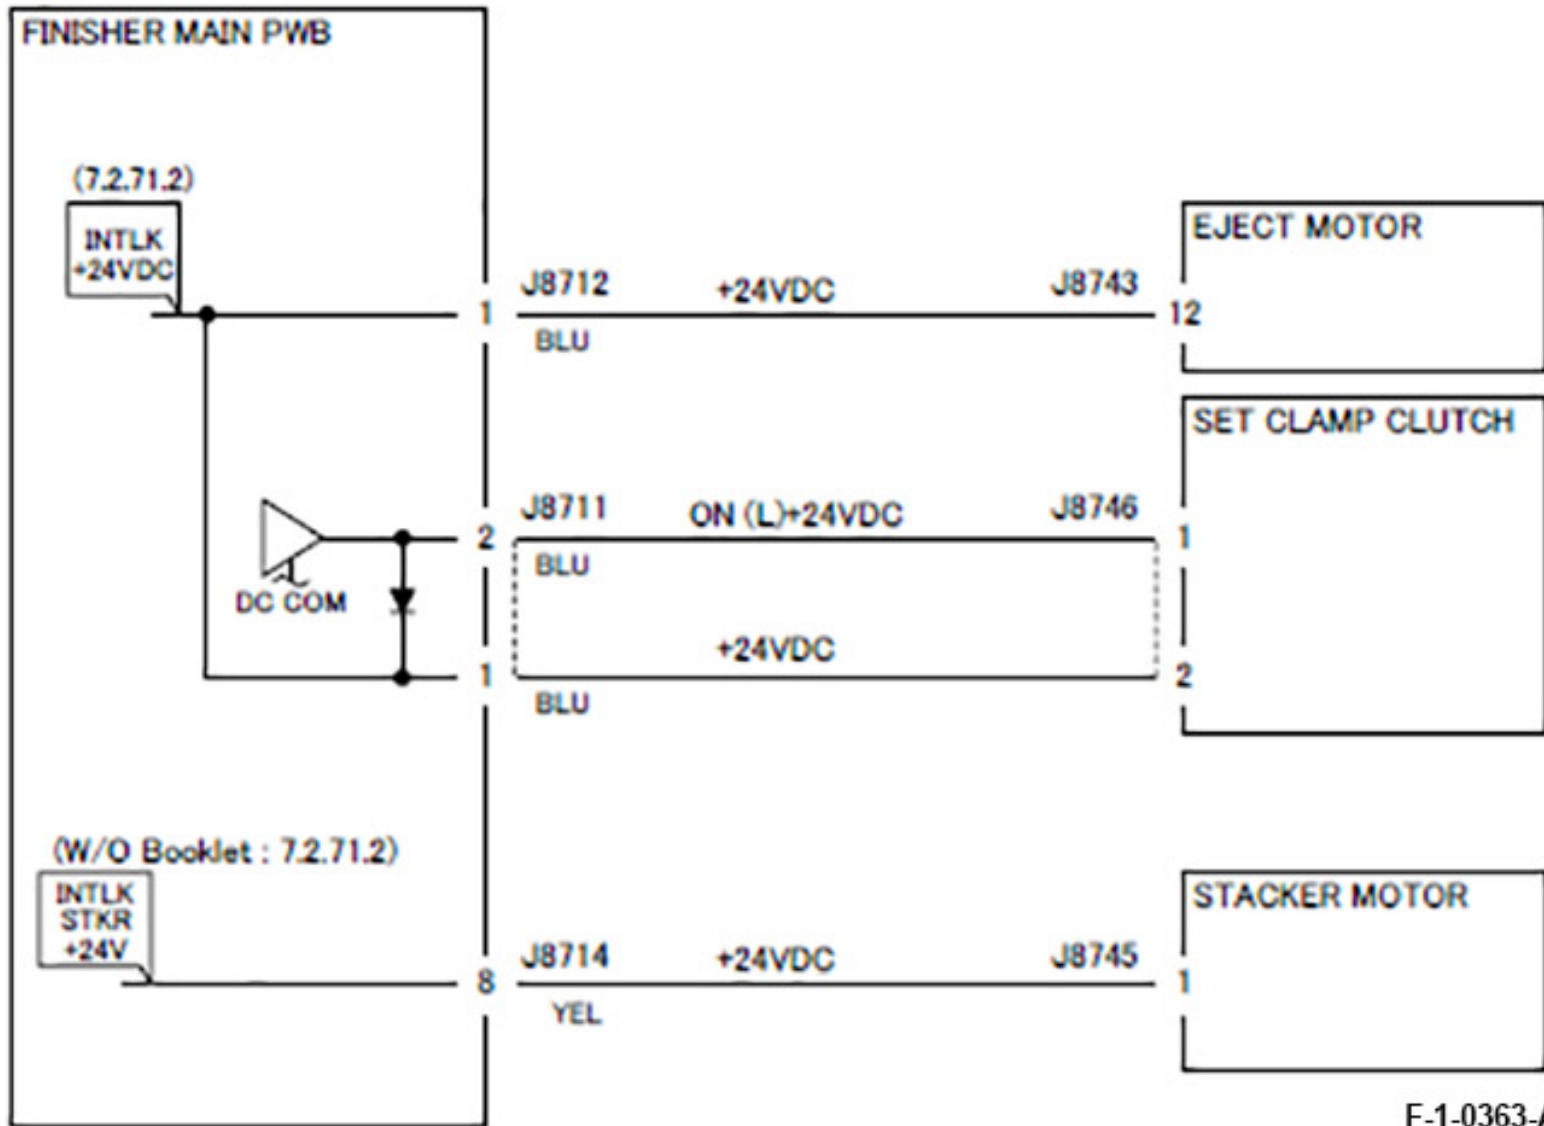 FINISHER MAIN PWB
(7.2.71.2)
INTLK
+24VDC
EJECT MOTOR
J8712 +24VDC J8743
1 12
BLU
SET CLAMP CLUTCH
J8711 ON (L)+24VDC J8746
2 1
BLU
DC COM
+24VDC
1 2
BLU
(W/O Booklet : 7.2.71.2)
INTLK
STKR
+24V
STACKER MOTOR
J8714 +24VDC J8745
8 1
YEL
F-1-0363-A